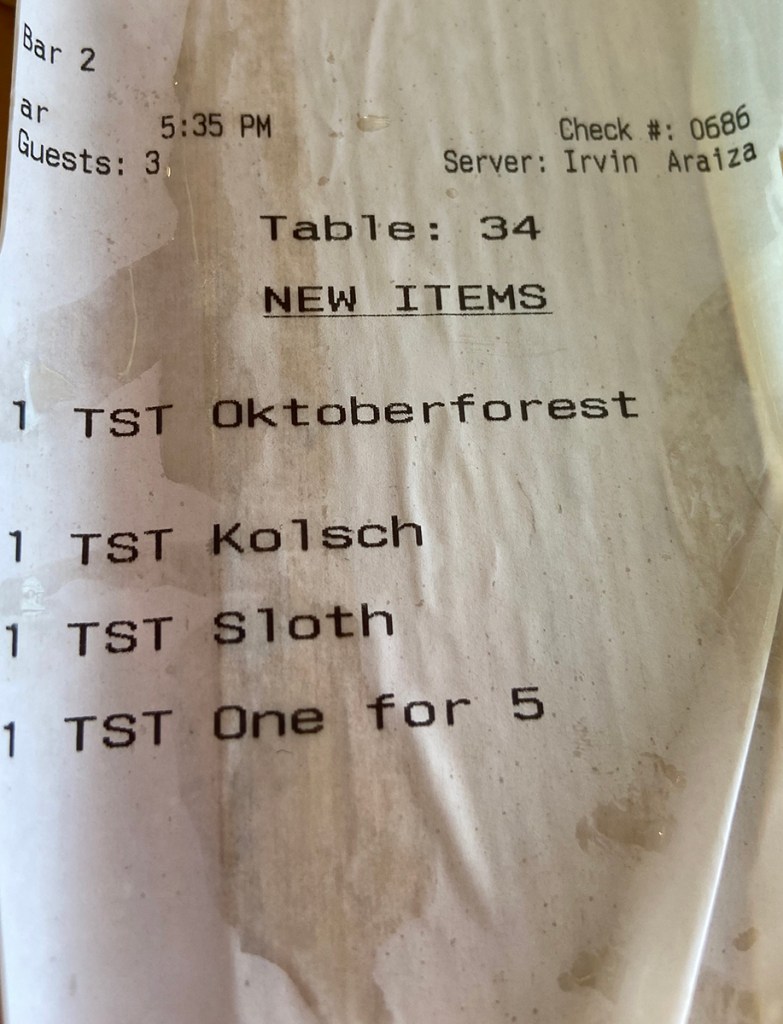 Bar 2
ar 5:35 PM Check #: 0686
Guests: 3 Server: Irvin Araiza
Table: 34
NEW ITEMS
1 TST Oktoberforest
1 TST Kolsch
1 TST Sloth
1 TST One for 5